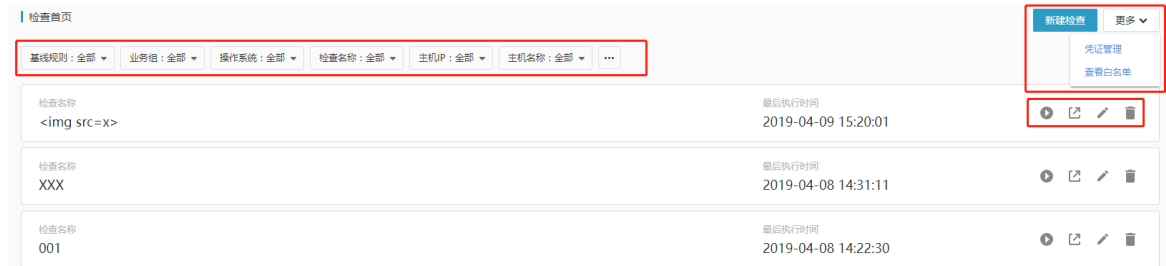 检查首页
新建检查 更多
凭证管理
查看白名单
基线规则：全部 业务组：全部 操作系统：全部 检查名称：全部 主机IP：全部 主机名称：全部 ···
检查名称 最后执行时间
<img src=x> 2019-04-09 15:20:01
检查名称 最后执行时间
XXX 2019-04-08 14:31:11
检查名称 最后执行时间
001 2019-04-08 14:22:30